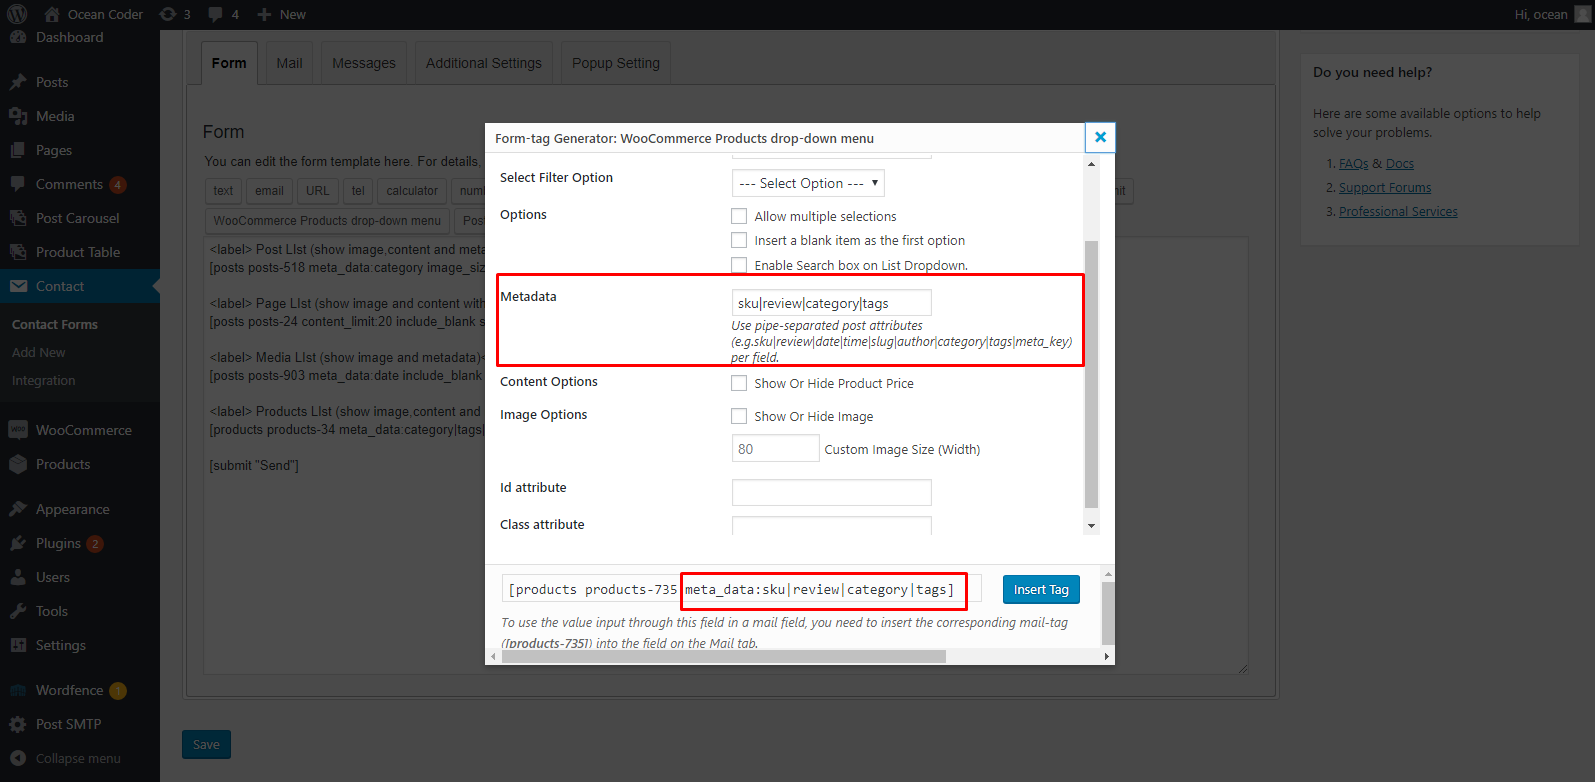 Ocean Coder 3 4 New Hi, ocean
Dashboard
Posts
Media
Pages
Comments 4
Post Carousel
Product Table
Contact
Contact Forms
Add New
Integration
WooCommerce
Products
Appearance
Plugins 2
Users
Tools
Settings
Wordfence 1
Post SMTP
Collapse menu
Form Mail Messages Additional Settings Popup Setting
Form
You can edit the form template here. For details,
text email URL tel calculator
WooCommerce Products drop-down menu
<label> Post LIst (show image,content and meta
[posts posts-518 meta_data:category image_siz
<label> Page LIst (show image and content with
[posts posts-24 content_limit:20 include_blank s
<label> Media LIst (show image and metadata)<
[posts posts-903 meta_data:date include_blank
<label> Products LIst (show image,content and
[products products-34 meta_data:category|tags|
[submit "Send"]
Save
Form-tag Generator: WooCommerce Products drop-down menu
Select Filter Option
--- Select Option ---
Options
Allow multiple selections
Insert a blank item as the first option
Enable Search box on List Dropdown.
Metadata
sku|review|category|tags
Use pipe-separated post attributes
(e.g.sku|review|date|time|slug|author|category|tags|meta_key)
per field.
Content Options
Show Or Hide Product Price
Image Options
Show Or Hide Image
80 Custom Image Size (Width)
Id attribute
Class attribute
[products products-735 meta_data:sku|review|category|tags]
Insert Tag
To use the value input through this field in a mail field, you need to insert the corresponding mail-tag
([products-735]) into the field on the Mail tab.
Do you need help?
Here are some available options to help
solve your problems.
1. FAQs & Docs
2. Support Forums
3. Professional Services